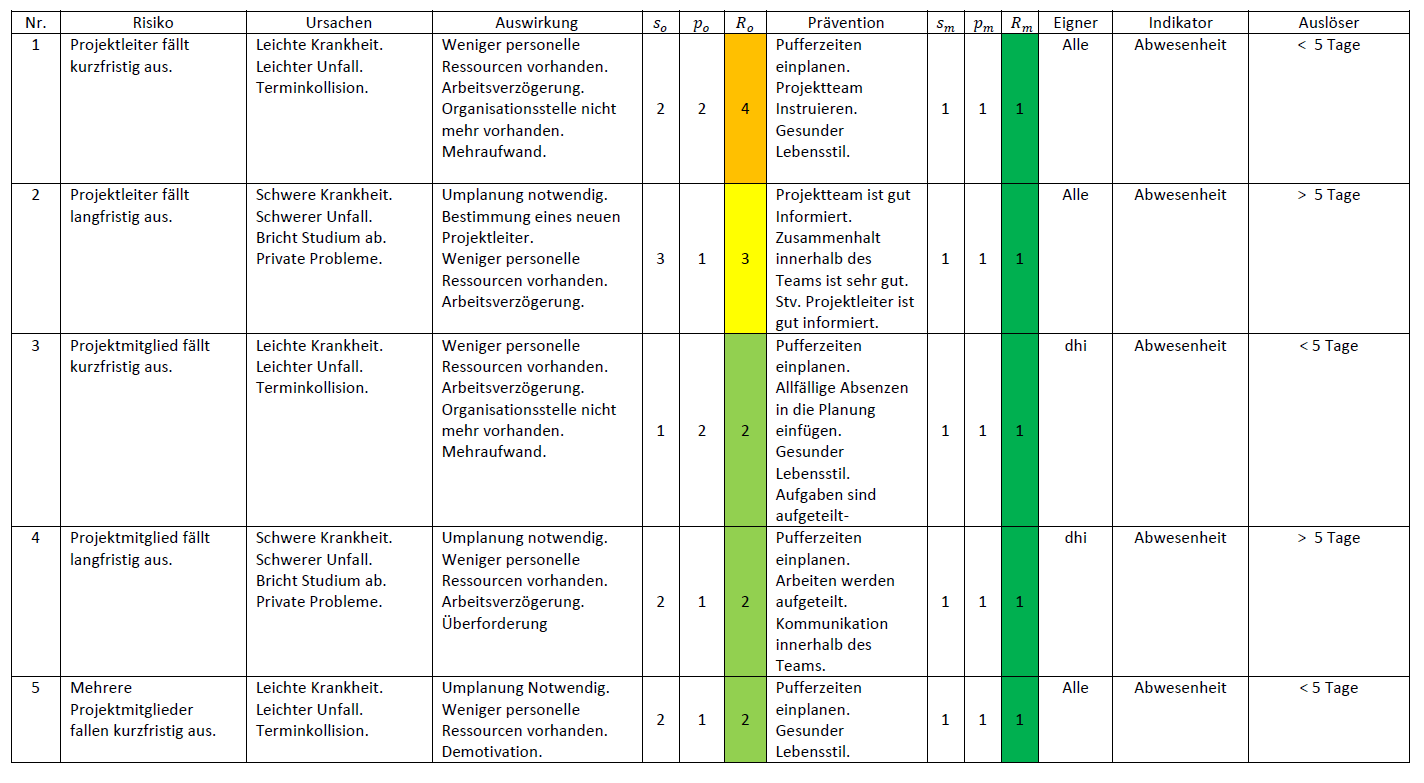 Nr. Risiko Ursachen Auswirkung s_o p_o R_o Prävention s_m p_m R_m Eigner Indikator Auslöser
1 Projektleiter fällt Leichte Krankheit. Weniger personelle Pufferzeiten Alle Abwesenheit < 5 Tage
kurzfristig aus. Leichter Unfall. Ressourcen vorhanden. einplanen.
Terminkollision. Arbeitsverzögerung. Projektteam
Organisationsstelle nicht 2 2 4 Instruieren. 1 1 1
mehr vorhanden. Gesunder
Mehraufwand. Lebensstil.
2 Projektleiter fällt Schwere Krankheit. Umplanung notwendig. Projektteam ist gut Alle Abwesenheit > 5 Tage
langfristig aus. Schwerer Unfall. Bestimmung eines neuen Informiert.
Bricht Studium ab. Projektleiter. Zusammenhalt
Private Probleme. Weniger personelle 3 1 3 innerhalb des 1 1 1
Ressourcen vorhanden. Teams ist sehr gut.
Arbeitsverzögerung. Stv. Projektleiter ist
gut informiert.
3 Projektmitglied fällt Leichte Krankheit. Weniger personelle Pufferzeiten dhi Abwesenheit < 5 Tage
kurzfristig aus. Leichter Unfall. Ressourcen vorhanden. einplanen.
Terminkollision. Arbeitsverzögerung. Allfällige Absenzen
Organisationsstelle nicht in die Planung
mehr vorhanden. 1 2 2 einfügen. 1 1 1
Mehraufwand. Gesunder
Lebensstil.
Aufgaben sind
aufgeteilt-
4 Projektmitglied fällt Schwere Krankheit. Umplanung notwendig. Pufferzeiten dhi Abwesenheit > 5 Tage
langfristig aus. Schwerer Unfall. Weniger personelle einplanen.
Bricht Studium ab. Ressourcen vorhanden. Arbeiten werden
Private Probleme. Arbeitsverzögerung. 2 1 2 aufgeteilt. 1 1 1
Überforderung Kommunikation
innerhalb des
Teams.
5 Mehrere Leichte Krankheit. Umplanung Notwendig. Pufferzeiten Alle Abwesenheit < 5 Tage
Projektmitglieder Leichter Unfall. Weniger personelle 2 1 2 einplanen. 1 1 1
fallen kurzfristig aus. Terminkollision. Ressourcen vorhanden. Gesunder
Demotivation. Lebensstil.